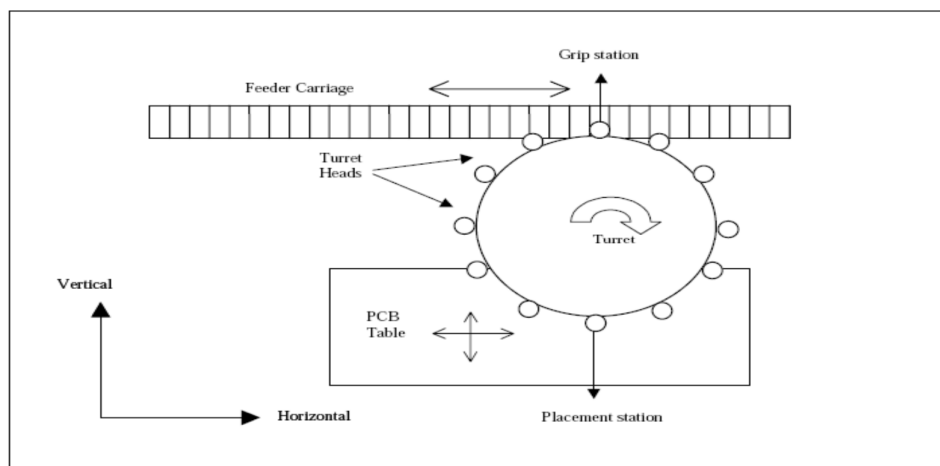 Grip station
Feeder Carriage
Turret
Heads
Turret
Vertical
PCB
Table
Horizontal
Placement station